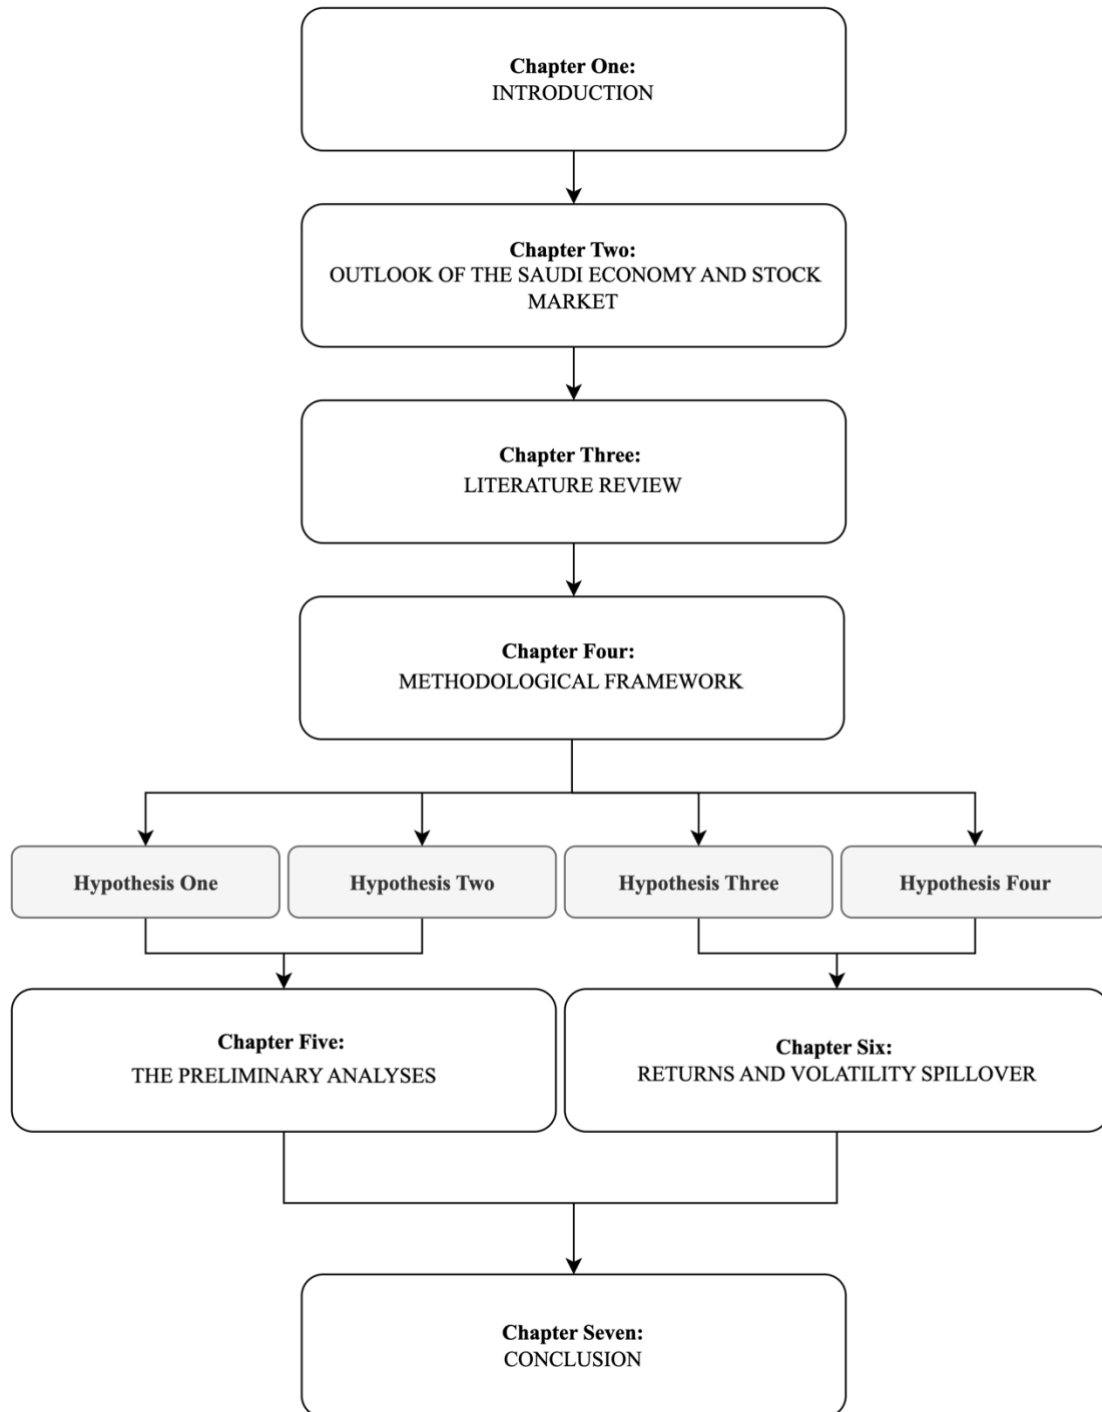 Chapter One:
INTRODUCTION
Chapter Two:
OUTLOOK OF THE SAUDI ECONOMY AND STOCK
MARKET
Chapter Three:
LITERATURE REVIEW
Chapter Four:
METHODOLOGICAL FRAMEWORK
Hypothesis One
Hypothesis Two
Hypothesis Three
Hypothesis Four
Chapter Five:
THE PRELIMINARY ANALYSES
Chapter Six:
RETURNS AND VOLATILITY SPILLOVER
Chapter Seven:
CONCLUSION